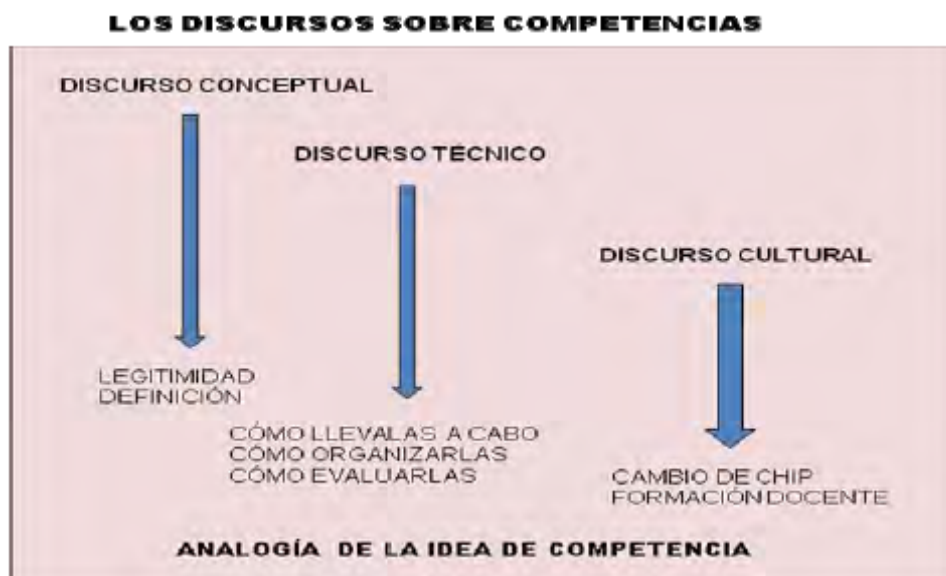 LOS DISCURSOS SOBRE COMPETENCIAS
DISCURSO CONCEPTUAL
DISCURSO TÉCNICO
DISCURSO CULTURAL
LEGITIMIDAD
DEFINICIÓN
CÓMO LLEVALAS A CABO
CÓMO ORGANIZARLAS
CÓMO EVALUARLAS
CAMBIO DE CHIP
FORMACIÓN DOCENTE
ANALOGÍA DE LA IDEA DE COMPETENCIA